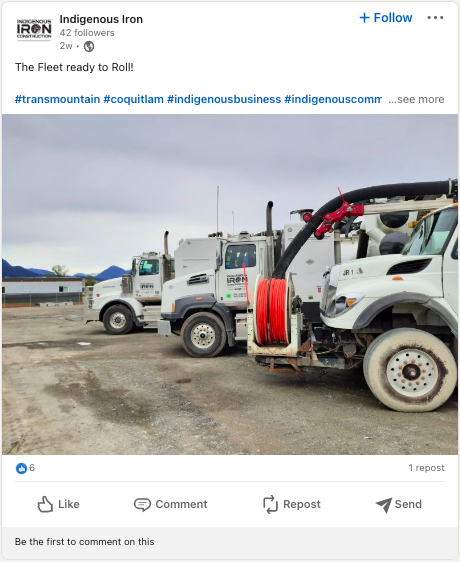 INDIGENOUS
IRON
CONSTRUCTION
Indigenous Iron
42 followers
2w •
+ Follow
The Fleet ready to Roll!
#transmountain #coquitlam #indigenousbusiness #indigenouscomm ...see more
IRON
JR 1
6
1 repost
Like
Comment
Repost
Send
Be the first to comment on this